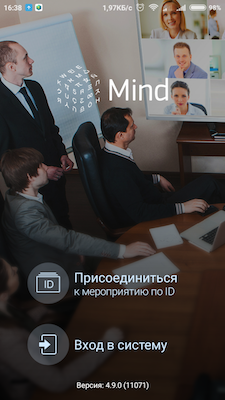 16:38
1,97КБ/с
98%
Mind
Присоединиться
к мероприятию по ID
ID
Вход в систему
Версия: 4.9.0 (11071)